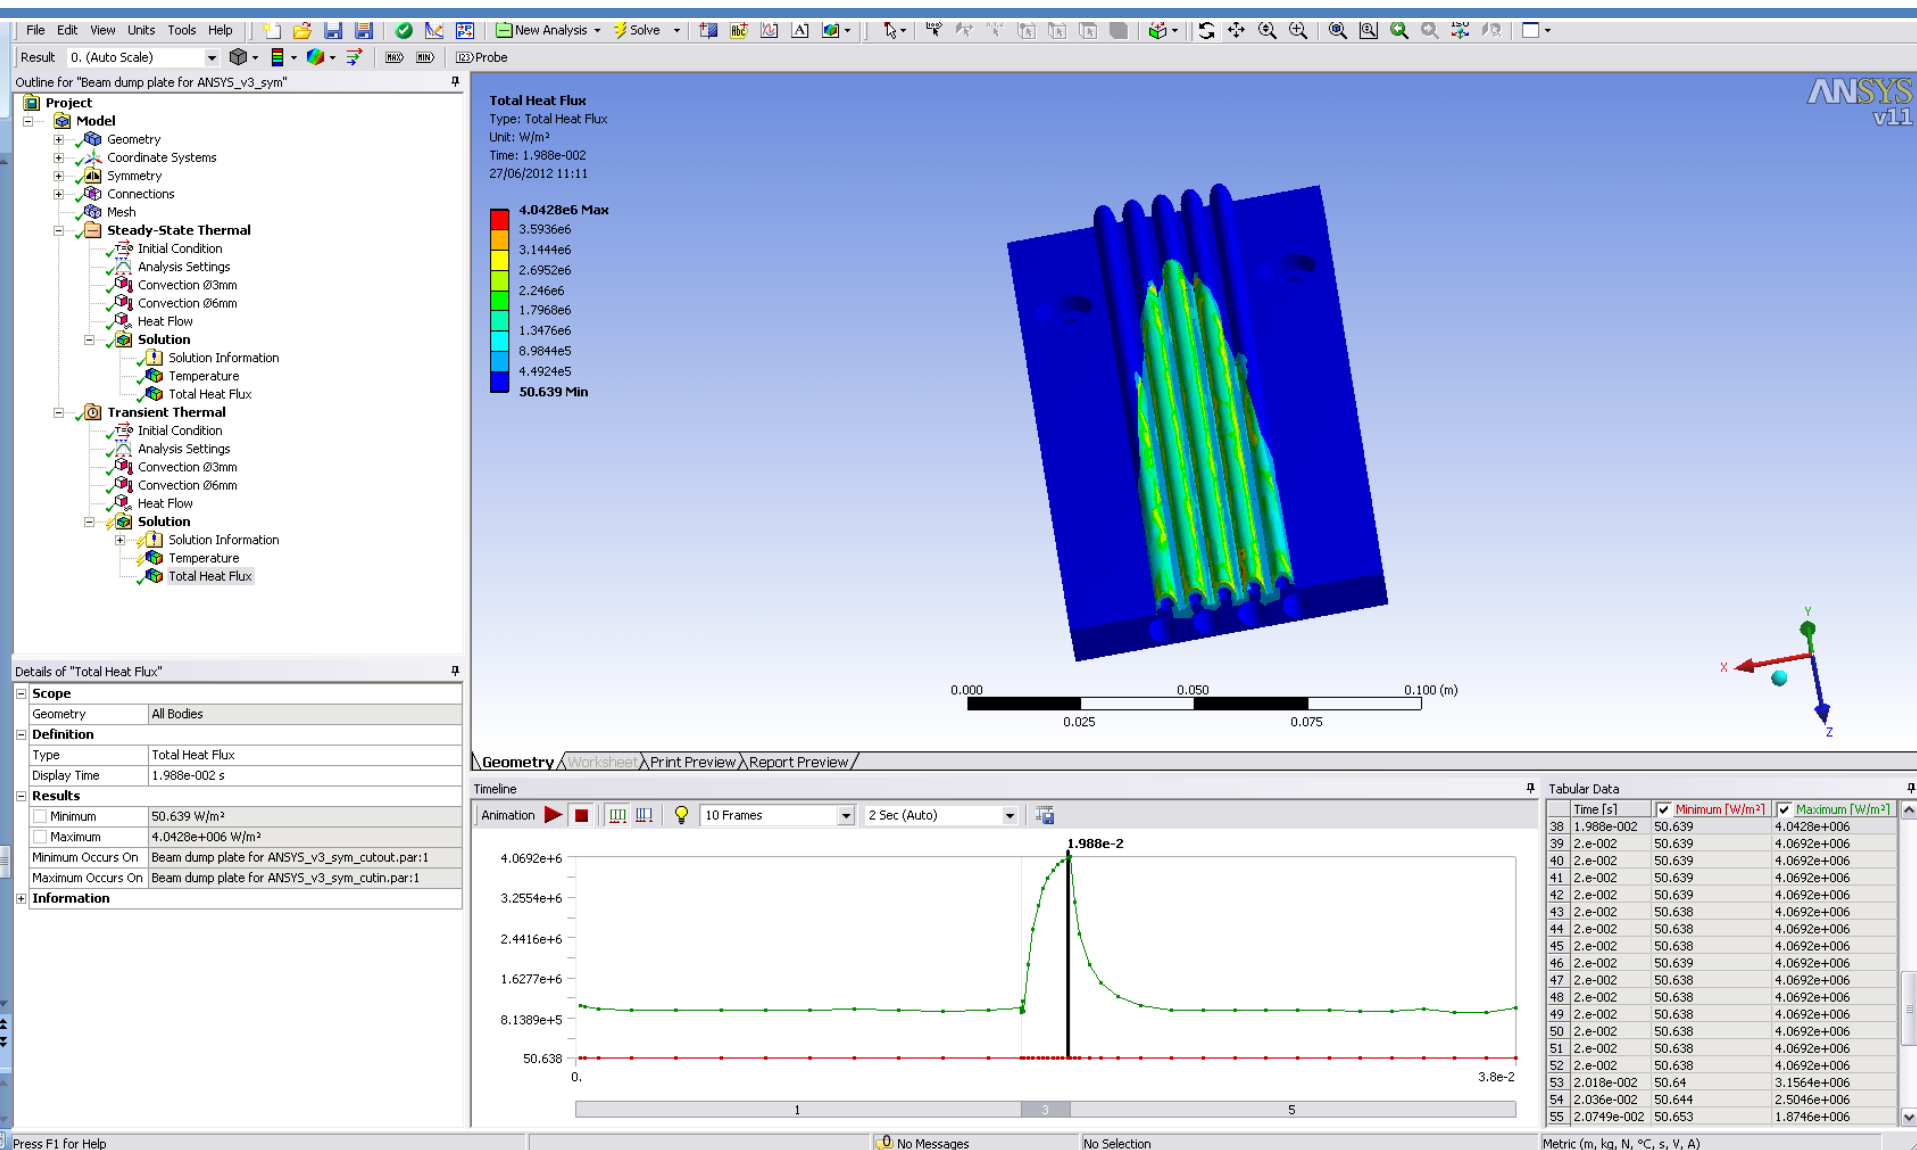 File Edit View Units Tools Help New Analysis Solve
Result 0. (Auto Scale) MAX MIN 123 Probe
Outline for "Beam dump plate for ANSYS_v3_sym"
Project
Model
Geometry
Coordinate Systems
Symmetry
Connections
Mesh
Steady-State Thermal
Initial Condition
Analysis Settings
Convection Ø3mm
Convection Ø6mm
Heat Flow
Solution
Solution Information
Temperature
Total Heat Flux
Transient Thermal
Initial Condition
Analysis Settings
Convection Ø3mm
Convection Ø6mm
Heat Flow
Solution
Solution Information
Temperature
Total Heat Flux
Details of "Total Heat Flux"
Scope
Geometry All Bodies
Definition
Type Total Heat Flux
Display Time 1.988e-002 s
Results
Minimum 50.639 W/m²
Maximum 4.0428e+006 W/m²
Minimum Occurs On Beam dump plate for ANSYS_v3_sym_cutout.par:1
Maximum Occurs On Beam dump plate for ANSYS_v3_sym_cutin.par:1
Information
Total Heat Flux
Type: Total Heat Flux
Unit: W/m²
Time: 1.988e-002
27/06/2012 11:11
4.0428e6 Max
3.5936e6
3.1444e6
2.6952e6
2.246e6
1.7968e6
1.3476e6
8.9844e5
4.4924e5
50.639 Min
ANSYS
v11
0.000 0.050 0.100 (m)
0.025 0.075
Y
X
Z
Geometry Worksheet Print Preview Report Preview
Timeline
Animation 10 Frames 2 Sec (Auto)
1.988e-2
4.0692e+6
3.2554e+6
2.4416e+6
1.6277e+6
8.1389e+5
50.638
0. 3.8e-2
1 3 5
Tabular Data
Time [s] Minimum [W/m²] Maximum [W/m²]
38 1.988e-002 50.639 4.0428e+006
39 2.e-002 50.639 4.0692e+006
40 2.e-002 50.639 4.0692e+006
41 2.e-002 50.639 4.0692e+006
42 2.e-002 50.639 4.0692e+006
43 2.e-002 50.638 4.0692e+006
44 2.e-002 50.638 4.0692e+006
45 2.e-002 50.638 4.0692e+006
46 2.e-002 50.639 4.0692e+006
47 2.e-002 50.638 4.0692e+006
48 2.e-002 50.638 4.0692e+006
49 2.e-002 50.638 4.0692e+006
50 2.e-002 50.638 4.0692e+006
51 2.e-002 50.638 4.0692e+006
52 2.e-002 50.638 4.0692e+006
53 2.018e-002 50.64 3.1564e+006
54 2.036e-002 50.644 2.5046e+006
55 2.0749e-002 50.653 1.8746e+006
Press F1 for Help 0 No Messages No Selection Metric (m, kg, N, °C, s, V, A)